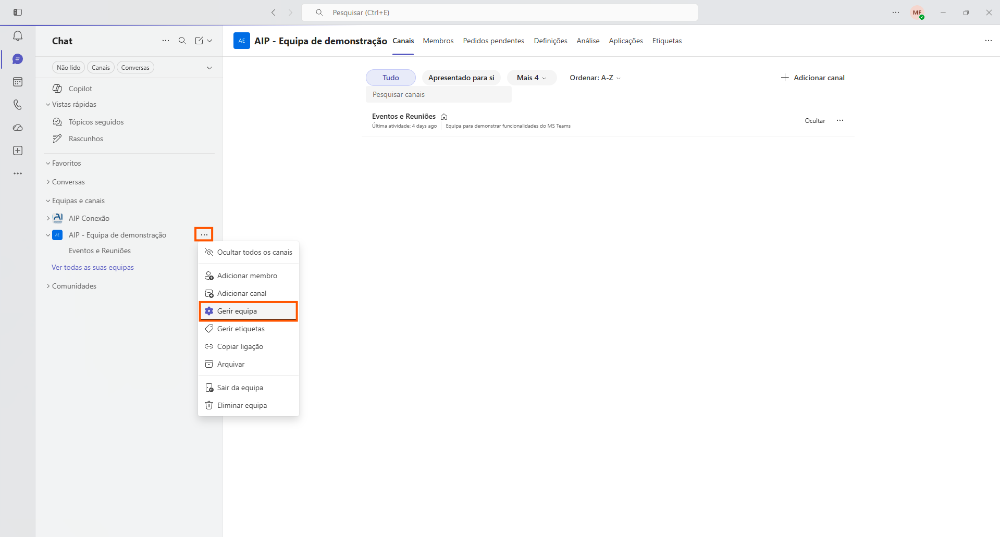 Pesquisar (Ctrl+E)
MF
Chat
Não lido
Canais
Conversas
Copilot
Vistas rápidas
Tópicos seguidos
Rascunhos
Favoritos
Conversas
Equipas e canais
AIP Conexão
AE
AIP - Equipa de demonstração
Eventos e Reuniões
Ver todas as suas equipas
Comunidades
Ocultar todos os canais
Adicionar membro
Adicionar canal
Gerir equipa
Gerir etiquetas
Copiar ligação
Arquivar
Sair da equipa
Eliminar equipa
AE
AIP - Equipa de demonstração
Canais
Membros
Pedidos pendentes
Definições
Análise
Aplicações
Etiquetas
Tudo
Apresentado para si
Mais 4
Ordenar: A-Z
Adicionar canal
Pesquisar canais
Eventos e Reuniões
Última atividade: 4 days ago
Equipa para demonstrar funcionalidades do MS Teams
Ocultar